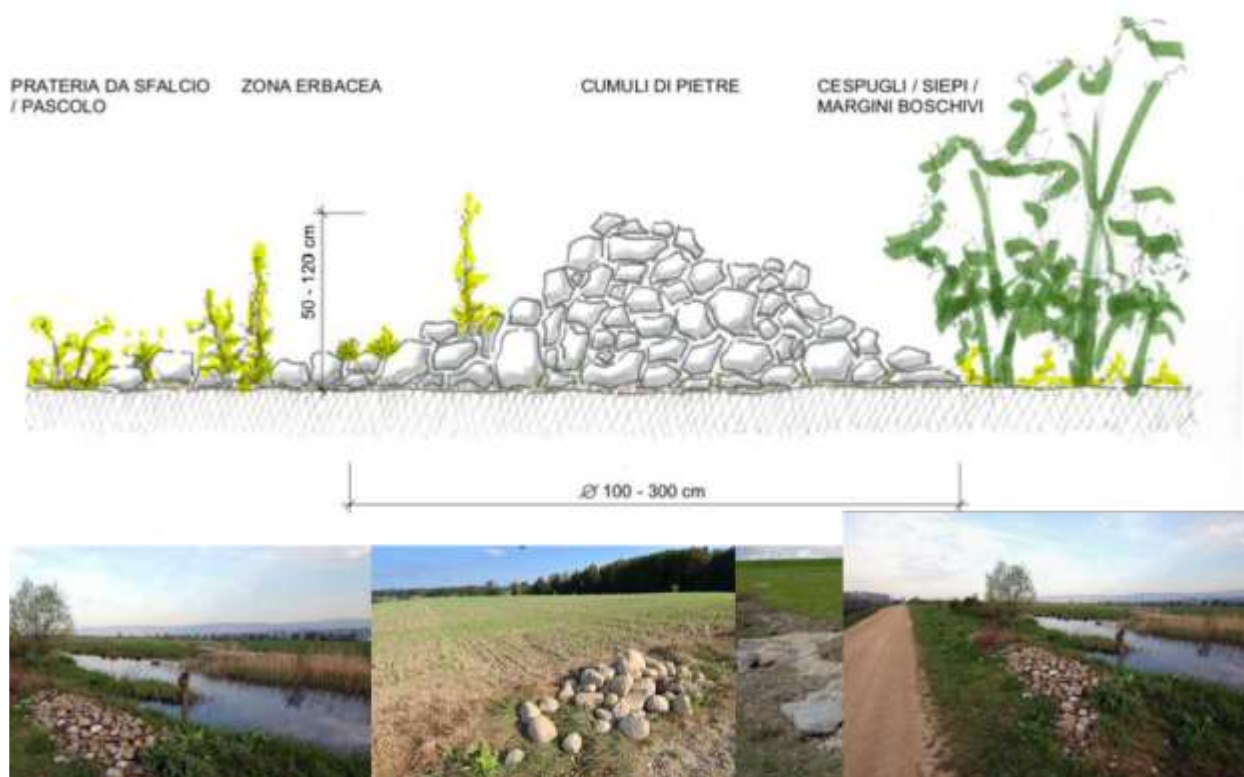 PRATERIA DA SFALCIO
/ PASCOLO
ZONA ERBACEA
CUMULI DI PIETRE
CESPUGLI / SIEPI /
MARGINI BOSCHIVI
50 - 120 cm
Ø 100 - 300 cm